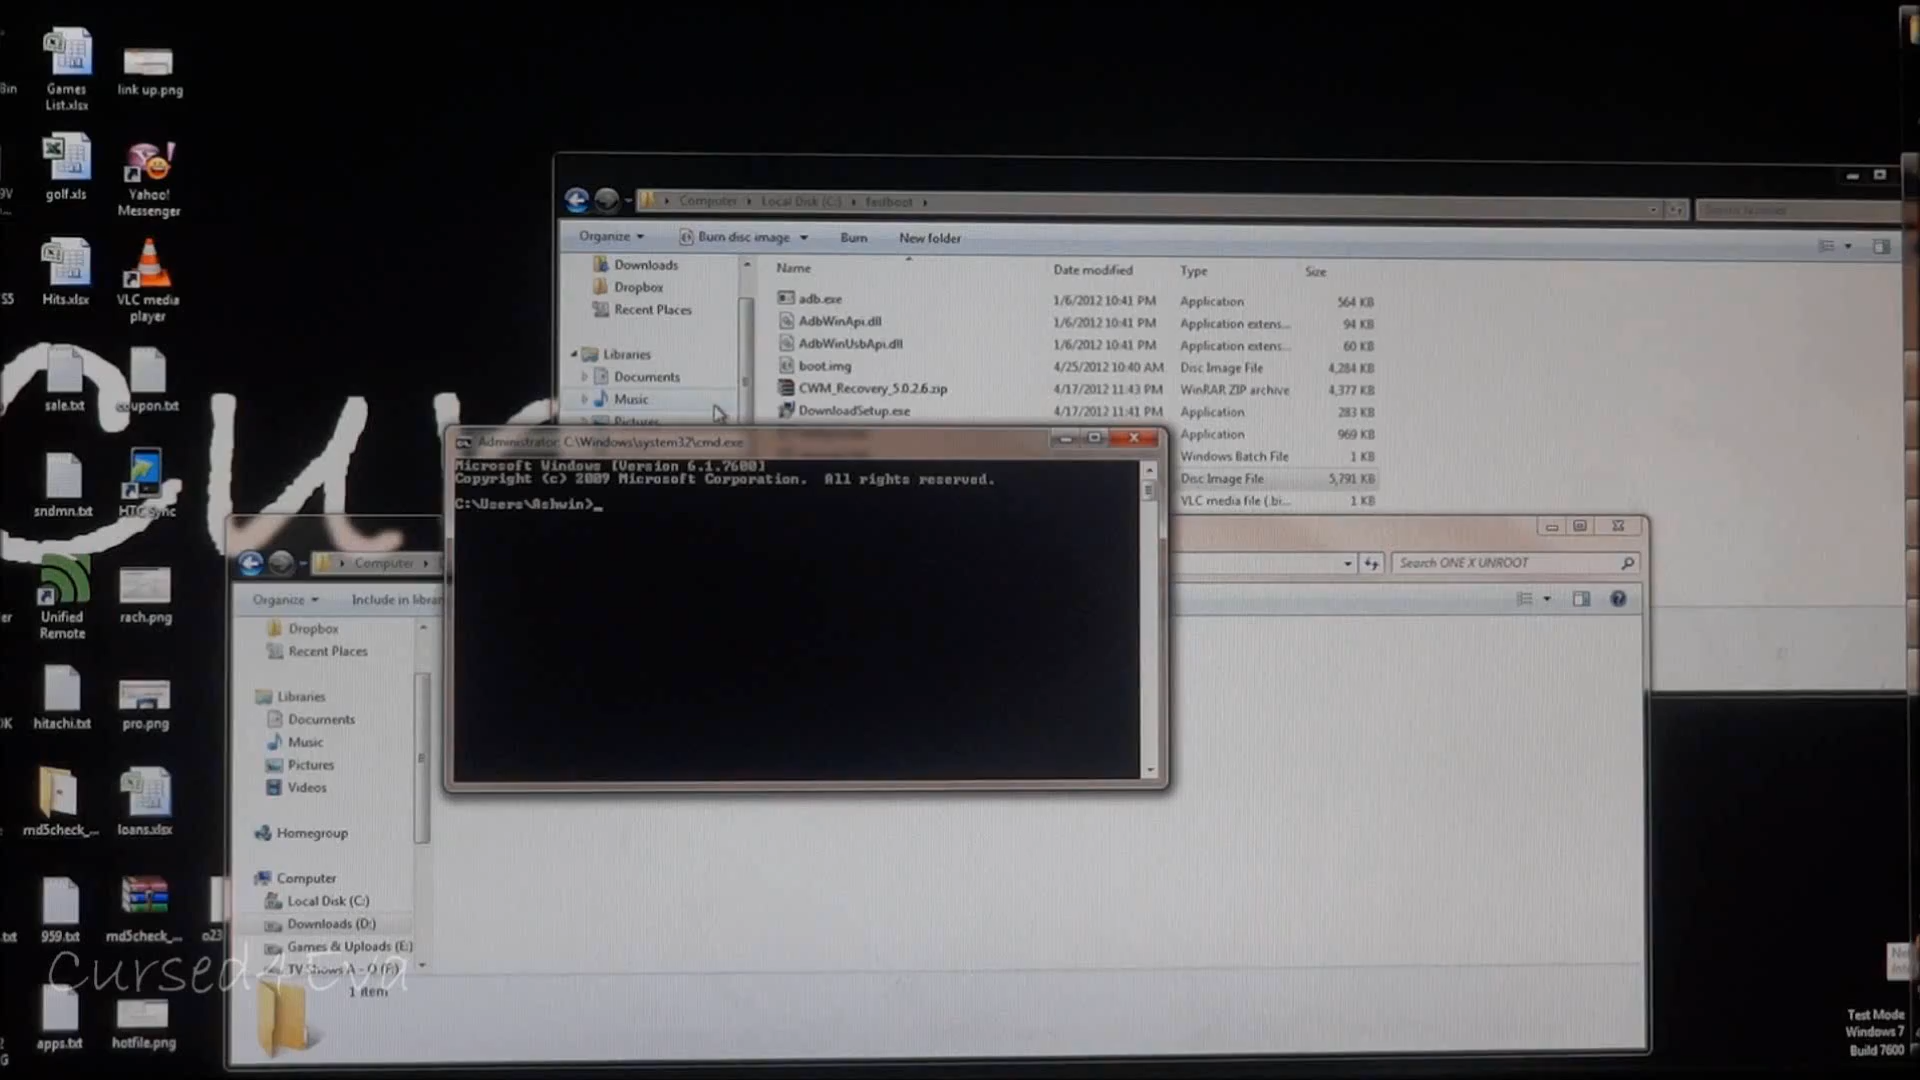 Bin
Games
List.xlsx
link up.png
golf.xls
Yahoo!
Messenger
Hits.xlsx
VLC media
player
sale.txt
coupon.txt
sndmn.txt
HTC Sync
Unified
Remote
rach.png
hitachi.txt
pro.png
md5check_...
loans.xlsx
959.txt
md5check_...
apps.txt
hotfile.png
Cursed4Eva
Computer
Local Disk (C:)
fastboot
Organize
Burn disc image
Burn
New folder
Downloads
Dropbox
Recent Places
Libraries
Documents
Music
Pictures
Name
Date modified
Type
Size
adb.exe 1/6/2012 10:41 PM Application 564 KB
AdbWinApi.dll 1/6/2012 10:41 PM Application extens... 94 KB
AdbWinUsbApi.dll 1/6/2012 10:41 PM Application extens... 60 KB
boot.img 4/25/2012 10:40 AM Disc Image File 4,284 KB
CWM_Recovery_5.0.2.6.zip 4/17/2012 11:43 PM WinRAR ZIP archive 4,377 KB
DownloadSetup.exe 4/17/2012 11:41 PM Application 283 KB
Application 969 KB
Windows Batch File 1 KB
Disc Image File 5,791 KB
VLC media file (.bi... 1 KB
Administrator: C:\Windows\system32\cmd.exe
Microsoft Windows [Version 6.1.7600]
Copyright (c) 2009 Microsoft Corporation. All rights reserved.
C:\Users\Ashwin>_
Computer
Search ONE X UNROOT
Organize
Include in librar
Dropbox
Recent Places
Libraries
Documents
Music
Pictures
Videos
Homegroup
Computer
Local Disk (C:)
Downloads (D:)
Games & Uploads (E:)
TV Shows A - O (F:)
1 item
Test Mode
Windows 7
Build 7600